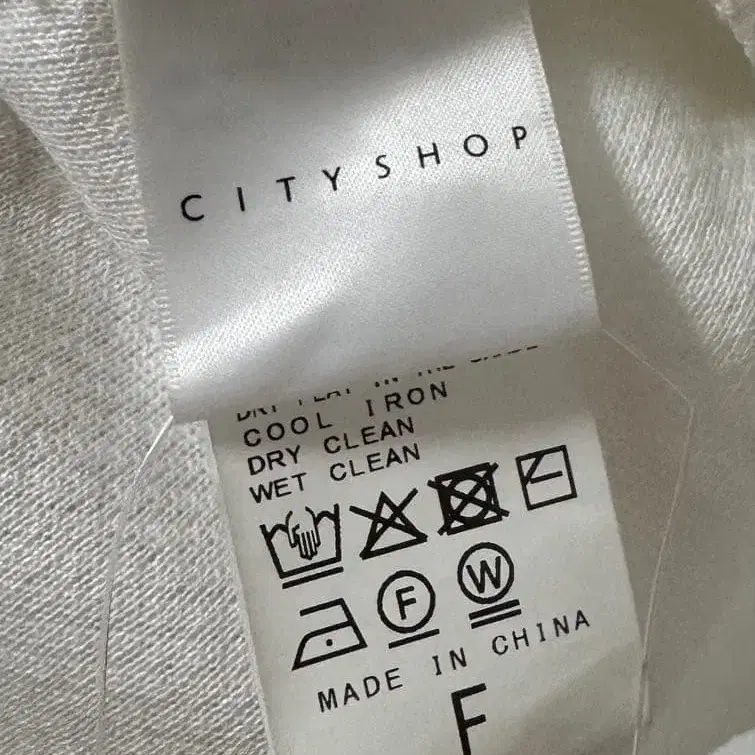 CITYSHOP
COOL IRON
DRY CLEAN
WET CLEAN
F W
MADE IN CHINA
F